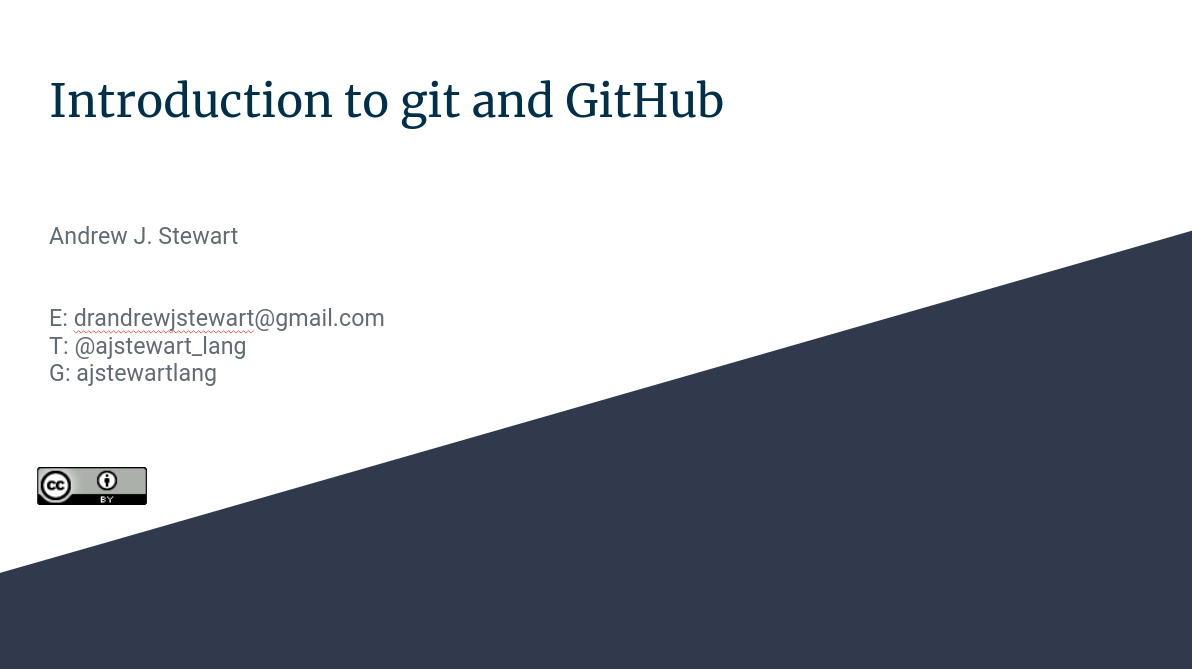 Introduction to git and GitHub
Andrew J. Stewart
E: drandrewjstewart@gmail.com
T: @ajstewart_lang
G: ajstewartlang
cc
BY